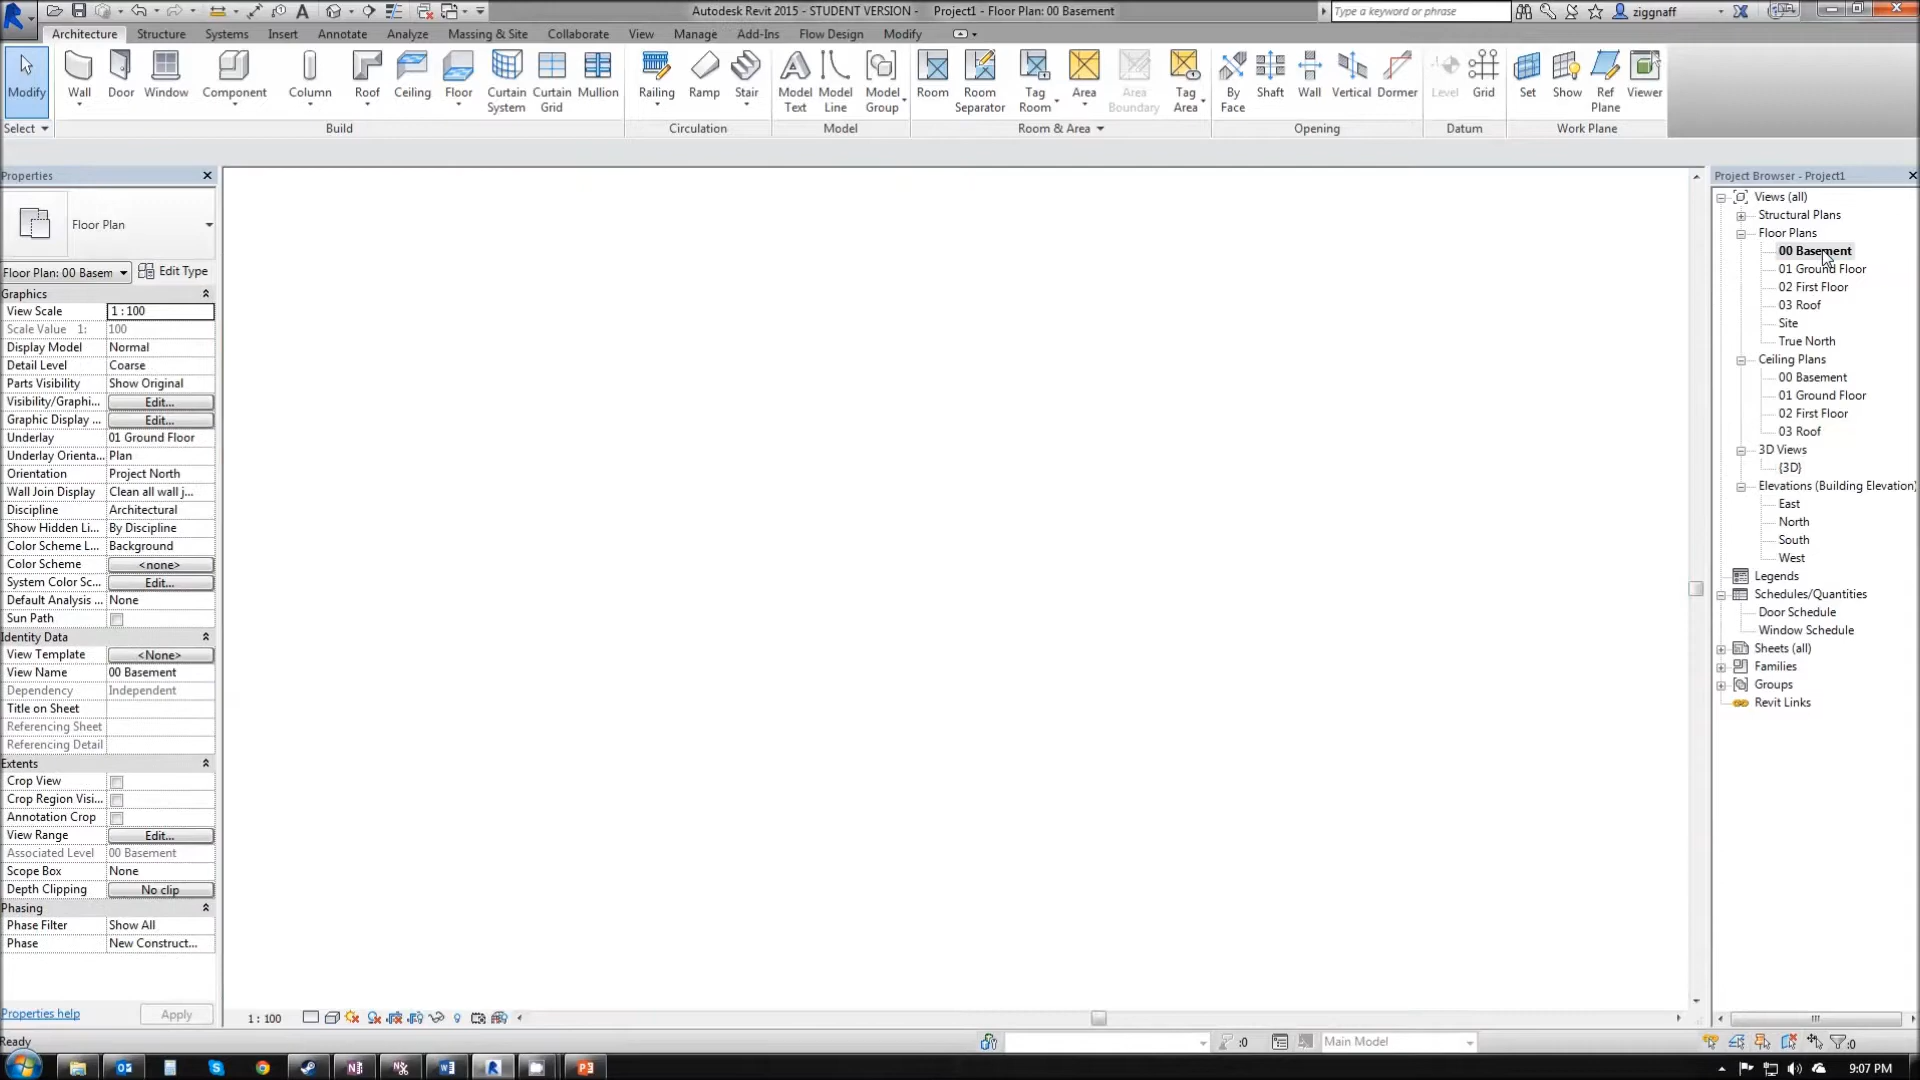 Autodesk Revit 2015 - STUDENT VERSION - Project1 - Floor Plan: 00 Basement
Type a keyword or phrase
ziggnaff
Architecture Structure Systems Insert Annotate Analyze Massing & Site Collaborate View Manage Add-Ins Flow Design Modify
Modify Wall Door Window Component Column Roof Ceiling Floor Curtain System Curtain Grid Mullion Railing Ramp Stair Model Text Model Line Model Group Room Room Separator Tag Room Area Area Boundary Tag Area By Face Shaft Wall Vertical Dormer Level Grid Set Show Ref Plane Viewer
Select Build Circulation Model Room & Area Opening Datum Work Plane
Properties
Floor Plan
Floor Plan: 00 Basem Edit Type
Graphics
View Scale 1 : 100
Scale Value 1: 100
Display Model Normal
Detail Level Coarse
Parts Visibility Show Original
Visibility/Graphi... Edit...
Graphic Display ... Edit...
Underlay 01 Ground Floor
Underlay Orienta... Plan
Orientation Project North
Wall Join Display Clean all wall j...
Discipline Architectural
Show Hidden Li... By Discipline
Color Scheme L... Background
Color Scheme <none>
System Color Sc... Edit...
Default Analysis ... None
Sun Path
Identity Data
View Template <None>
View Name 00 Basement
Dependency Independent
Title on Sheet
Referencing Sheet
Referencing Detail
Extents
Crop View
Crop Region Visi...
Annotation Crop
View Range Edit...
Associated Level 00 Basement
Scope Box None
Depth Clipping No clip
Phasing
Phase Filter Show All
Phase New Construct...
Properties help Apply
Project Browser - Project1
Views (all)
Structural Plans
Floor Plans
00 Basement
01 Ground Floor
02 First Floor
03 Roof
Site
True North
Ceiling Plans
00 Basement
01 Ground Floor
02 First Floor
03 Roof
3D Views
{3D}
Elevations (Building Elevation)
East
North
South
West
Legends
Schedules/Quantities
Door Schedule
Window Schedule
Sheets (all)
Families
Groups
Revit Links
1 : 100
Ready
:0
Main Model
:0
9:07 PM